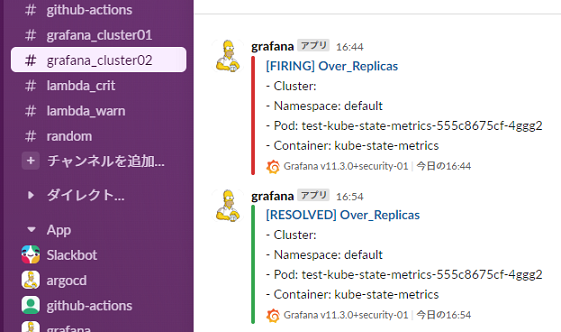 # github-actions
# grafana_cluster01
# grafana_cluster02
# lambda_crit
# lambda_warn
# random
+ チャンネルを追加...
ダイレクト...
App
Slackbot
argocd
github-actions
grafana
grafana アプリ 16:44
[FIRING] Over_Replicas
- Cluster:
- Namespace: default
- Pod: test-kube-state-metrics-555c8675cf-4ggg2
- Container: kube-state-metrics
Grafana v11.3.0+security-01 | 今日の16:44
grafana アプリ 16:54
[RESOLVED] Over_Replicas
- Cluster:
- Namespace: default
- Pod: test-kube-state-metrics-555c8675cf-4ggg2
- Container: kube-state-metrics
Grafana v11.3.0+security-01 | 今日の16:54